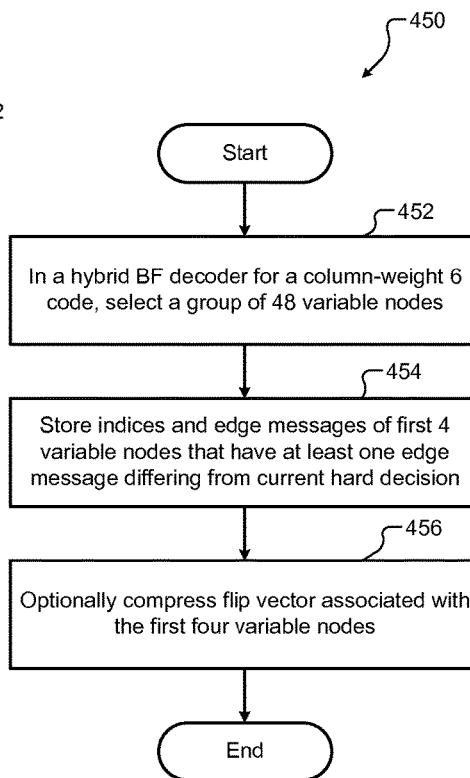 450
2
Start
452
In a hybrid BF decoder for a column-weight 6
code, select a group of 48 variable nodes
454
Store indices and edge messages of first 4
variable nodes that have at least one edge
message differing from current hard decision
456
Optionally compress flip vector associated with
the first four variable nodes
End